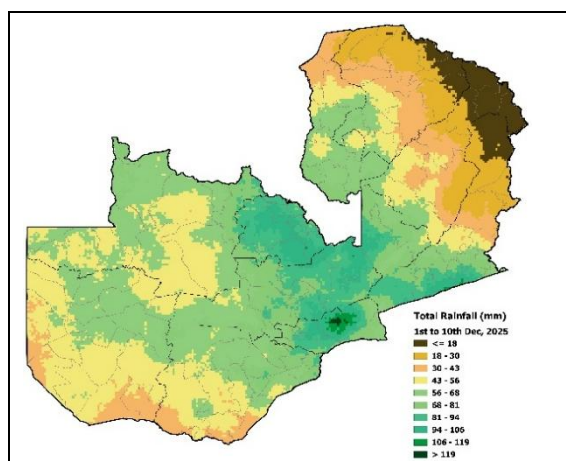 Total Rainfall (mm)
1st to 10th Dec, 2025
<= 18
18 - 30
30 - 43
43 - 56
56 - 68
68 - 81
81 - 94
94 - 106
106 - 119
> 119